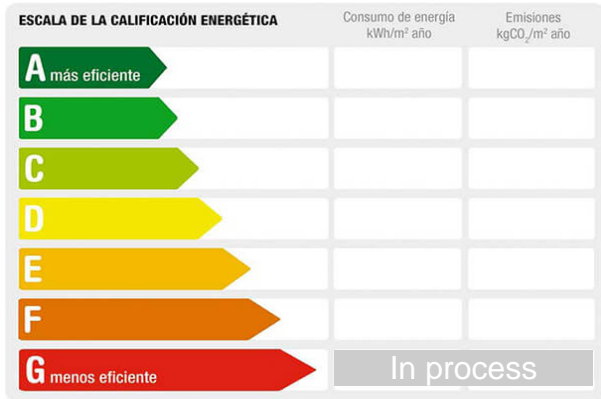 ESCALA DE LA CALIFICACIÓN ENERGÉTICA
Consumo de energía
kWh/m² año
Emisiones
kgCO₂/m² año
A más eficiente
B
C
D
E
F
G menos eficiente
In process